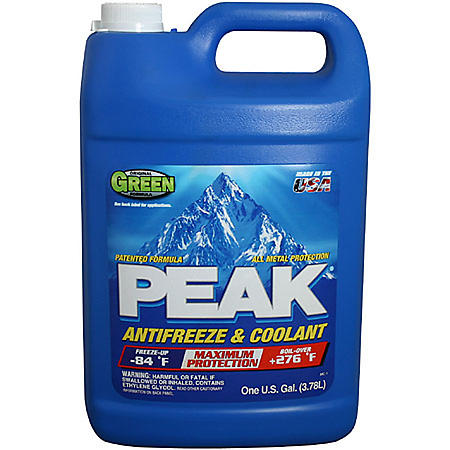 ORIGINAL
GREEN
FORMULA
See back label for applications.
MADE IN THE
USA
PATENTED FORMULA
ALL METAL PROTECTION
PEAK®
ANTIFREEZE & COOLANT
FREEZE-UP
-84 °F
MAXIMUM
PROTECTION
BOIL-OVER
+276 °F
WARNING: HARMFUL OR FATAL IF
SWALLOWED OR INHALED. CONTAINS
ETHYLENE GLYCOL. READ OTHER CAUTIONARY
INFORMATION ON BACK PANEL
One U.S. Gal. (3.78L)